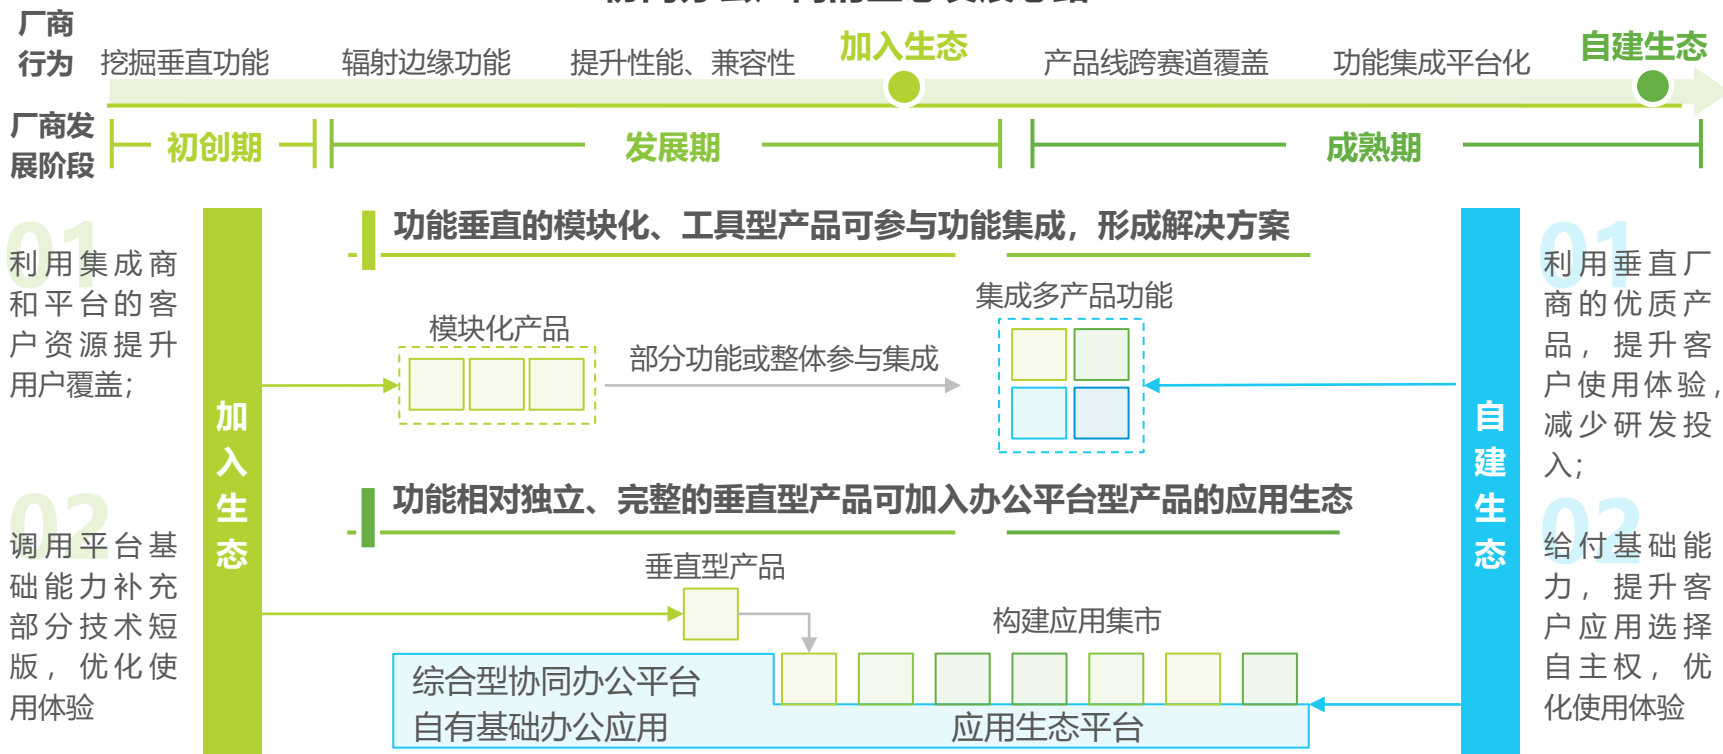 厂商
行为
挖掘垂直功能
辐射边缘功能
提升性能、兼容性
加入生态
产品线跨赛道覆盖
功能集成平台化
自建生态
厂商发
展阶段
初创期
发展期
成熟期
01
利用集成商
和平台的客
户资源提升
用户覆盖；
02
调用平台基
础能力补充
部分技术短
版，优化使
用体验
加入生态
功能垂直的模块化、工具型产品可参与功能集成，形成解决方案
模块化产品
部分功能或整体参与集成
集成多产品功能
功能相对独立、完整的垂直型产品可加入办公平台型产品的应用生态
垂直型产品
构建应用集市
综合型协同办公平台
自有基础办公应用
应用生态平台
自建生态
01
利用垂直厂
商的优质产
品，提升客
户使用体验，
减少研发投
入；
02
给付基础能
力，提升客
户应用选择
自主权，优
化使用体验